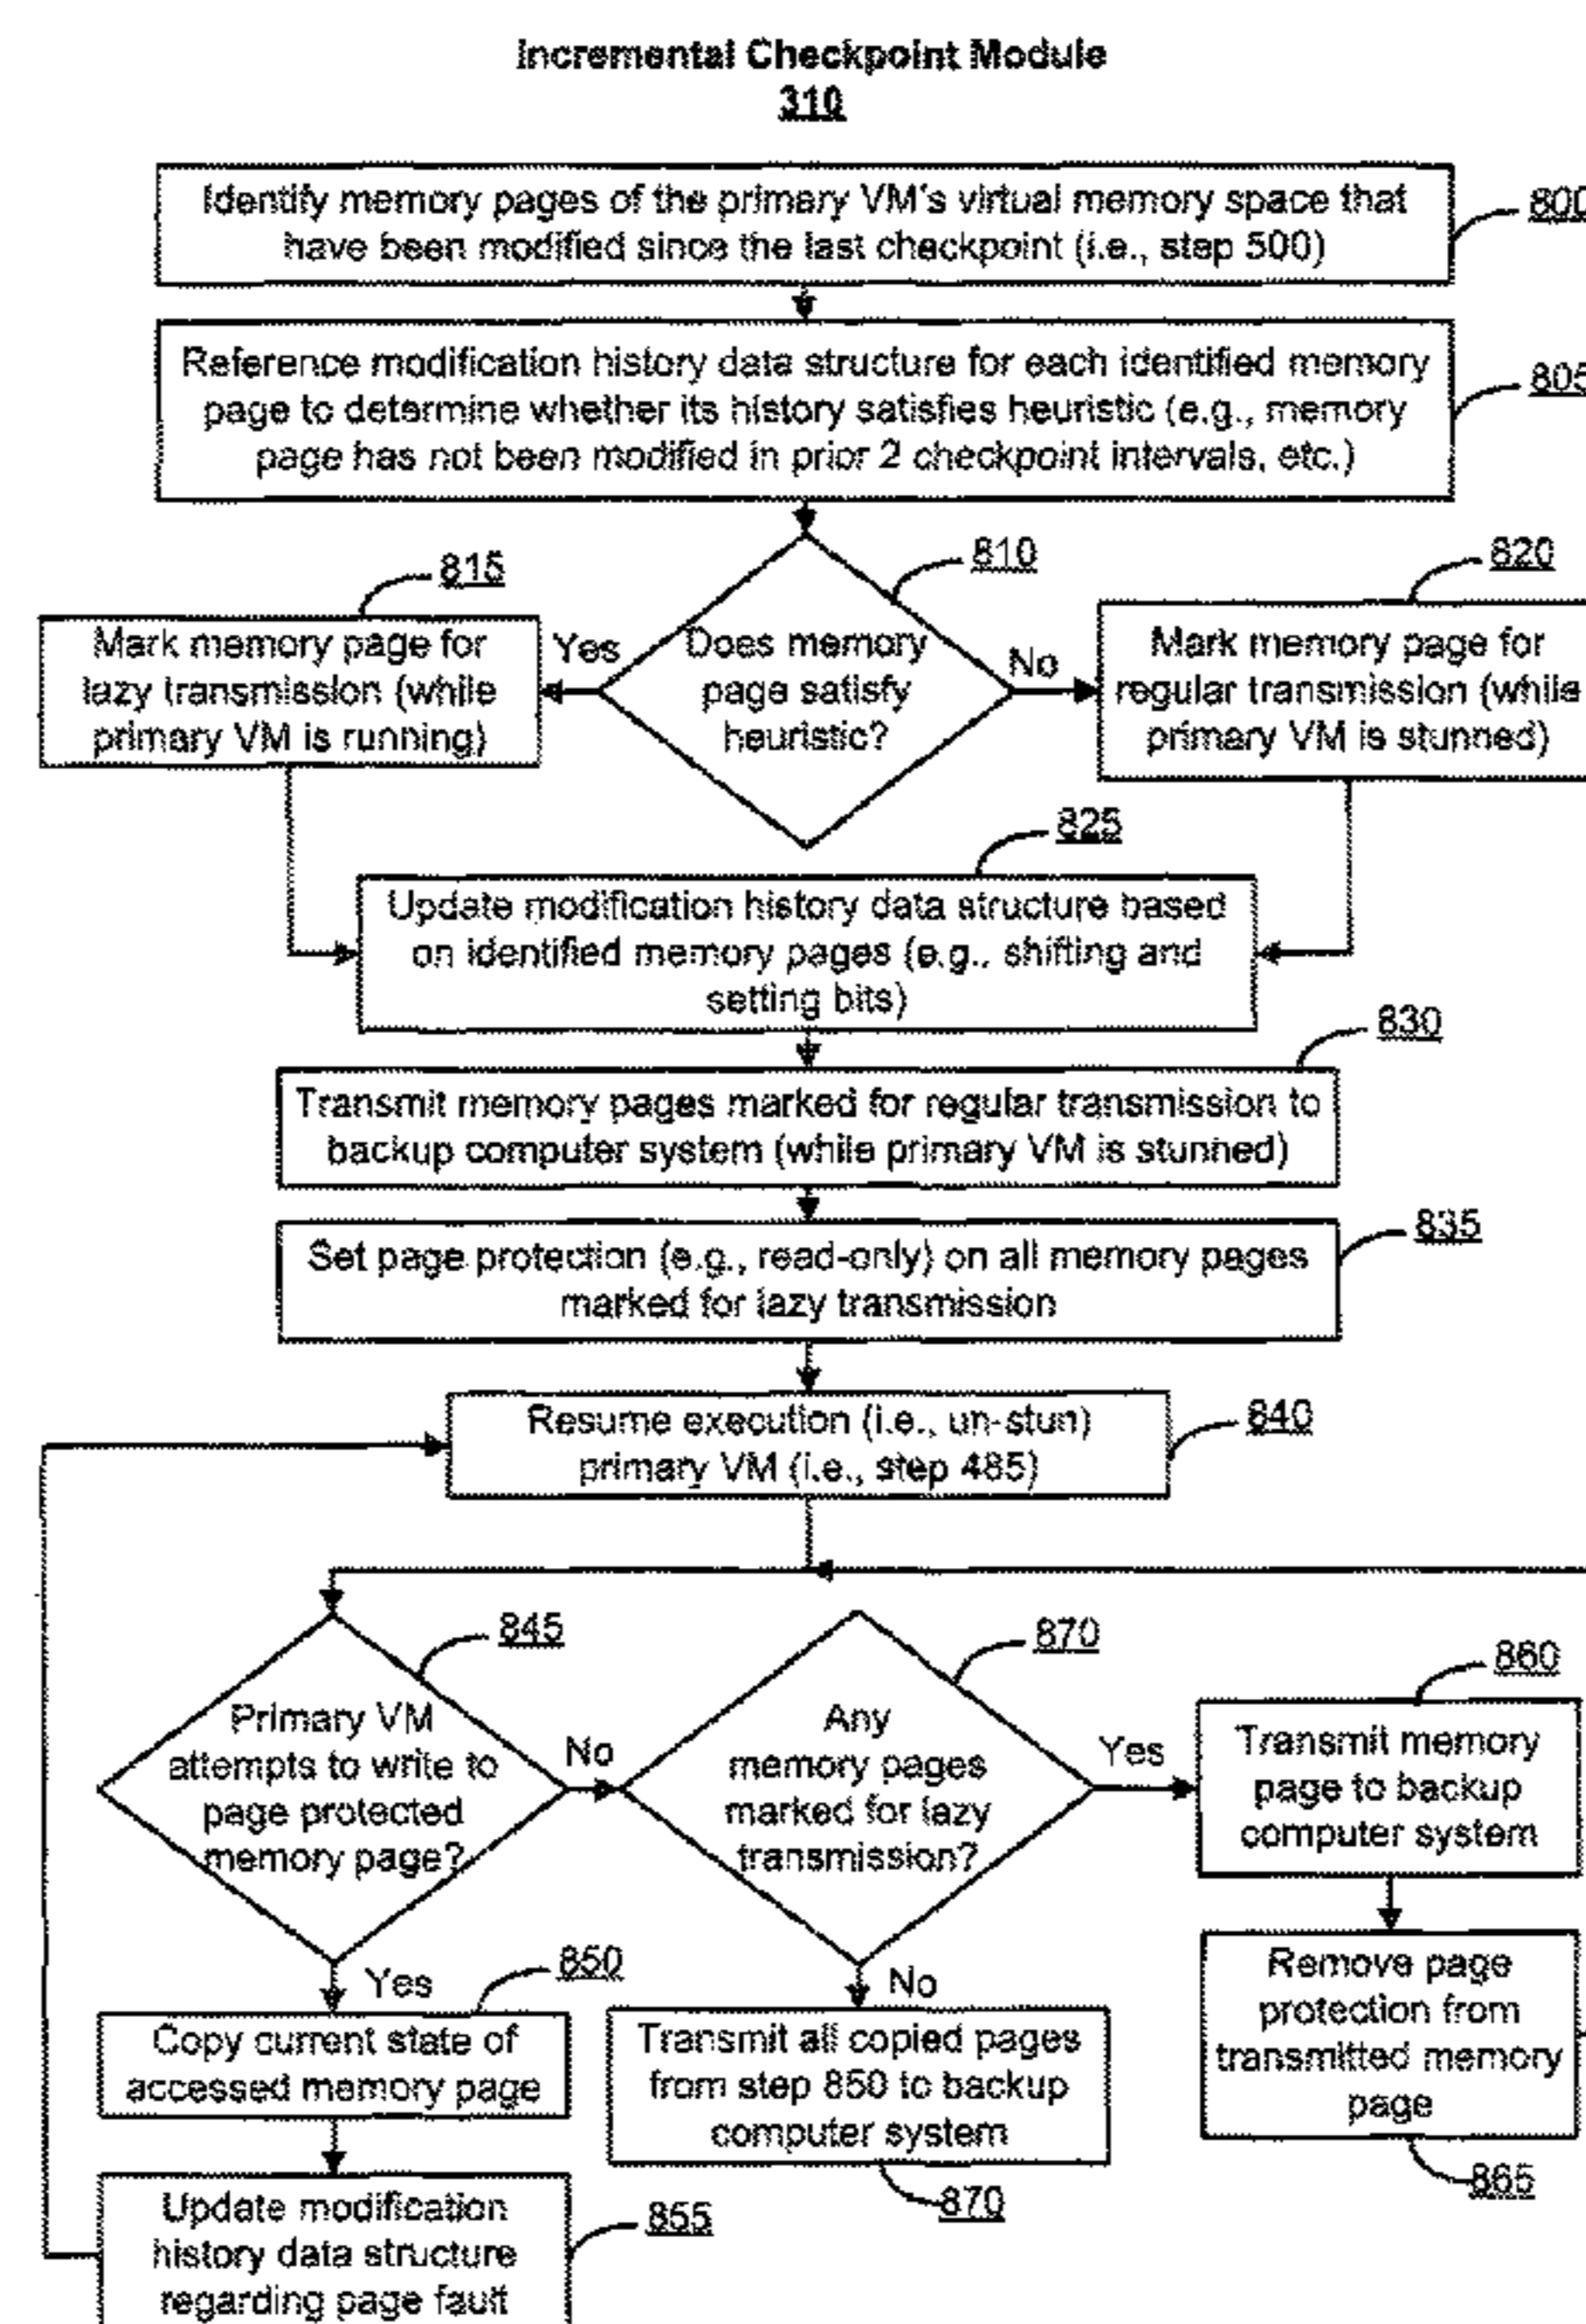 Incremental Checkpoint Module
310
Identify memory pages of the primary VM's virtual memory space that
have been modified since the last checkpoint (i.e., step 500)
800
Reference modification history data structure for each identified memory
page to determine whether its history satisfies heuristic (e.g., memory
page has not been modified in prior 2 checkpoint intervals, etc.)
805
810
Does memory
page satisfy
heuristic?
Yes
No
815
Mark memory page for
lazy transmission (while
primary VM is running)
820
Mark memory page for
regular transmission (while
primary VM is stunned)
825
Update modification history data structure based
on identified memory pages (e.g., shifting and
setting bits)
830
Transmit memory pages marked for regular transmission to
backup computer system (while primary VM is stunned)
835
Set page protection (e.g., read-only) on all memory pages
marked for lazy transmission
840
Resume execution (i.e., un-stun)
primary VM (i.e., step 485)
845
Primary VM
attempts to write to
page protected
memory page?
No
870
Any
memory pages
marked for lazy
transmission?
Yes
860
Transmit memory
page to backup
computer system
Yes
850
Copy current state of
accessed memory page
No
Transmit all copied pages
from step 850 to backup
computer system
870
Remove page
protection from
transmitted memory
page
865
Update modification
history data structure
regarding page fault
855